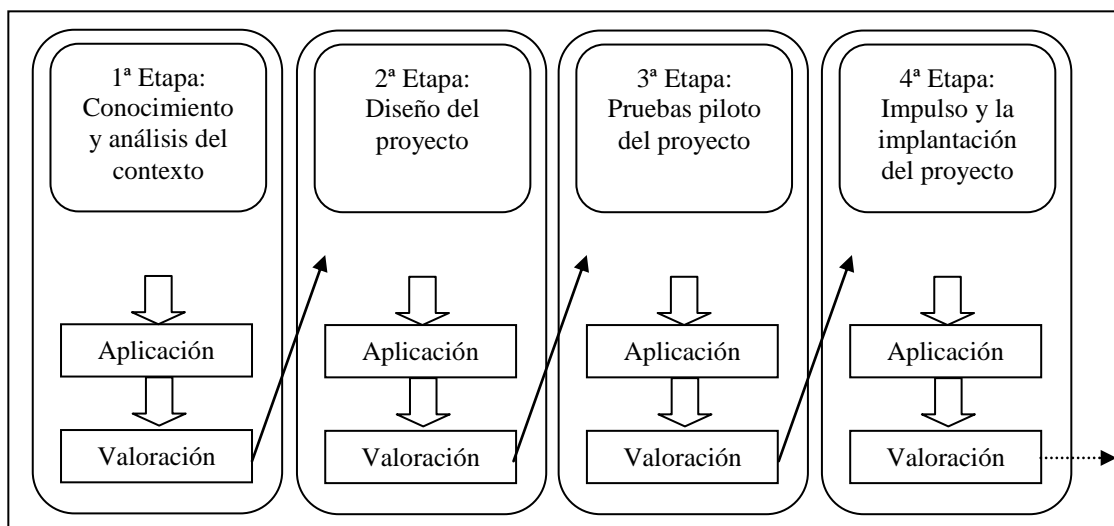 1ª Etapa:
Conocimiento
y análisis del
contexto
Aplicación
Valoración
2ª Etapa:
Diseño del
proyecto
Aplicación
Valoración
3ª Etapa:
Pruebas piloto
del proyecto
Aplicación
Valoración
4ª Etapa:
Impulso y la
implantación
del proyecto
Aplicación
Valoración